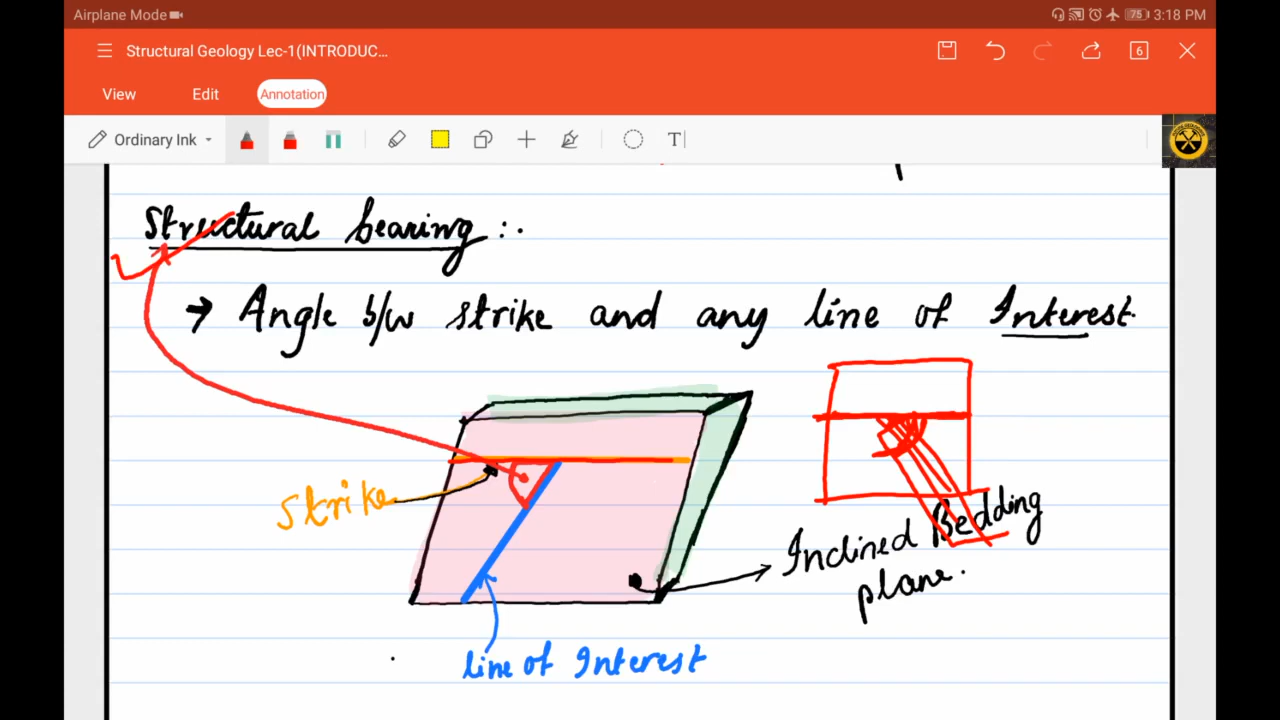 Airplane Mode
75 3:18 PM
Structural Geology Lec-1(INTRODUC...
6
View Edit Annotation
Ordinary Ink T
Structural bearing :.
→ Angle b/w strike and any line of Interest.
Strike
Inclined Bedding
plane.
line of Interest